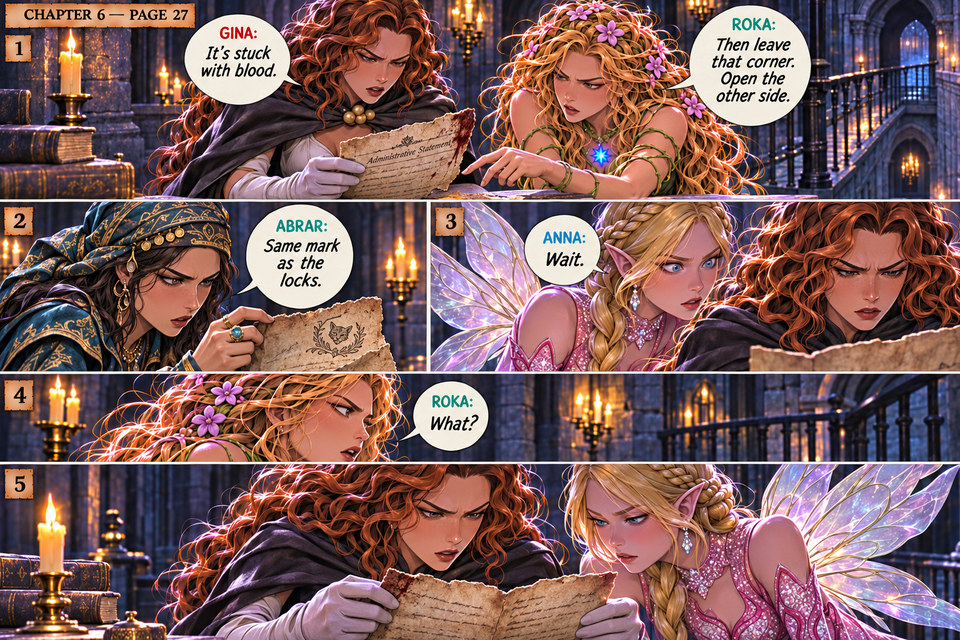 CHAPTER 6 — PAGE 27
1
GINA:
It's stuck
with blood.
ROKA:
Then leave
that corner.
Open the
other side.
Administrative Statement
2
ABRAR:
Same mark
as the
locks.
3
ANNA:
Wait.
4
ROKA:
What?
5